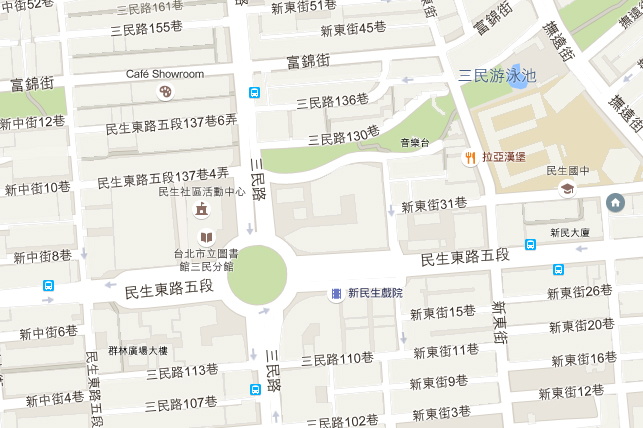 新中街52巷
三民路161巷
新東街51巷
三民路155巷
新東街45巷
富錦街
撫遠街
撫遠街
富錦街
富錦街
Café Showroom
三民游泳池
三民路136巷
撫遠街
新中街12巷
民生東路五段137巷6弄
三民路130巷
音樂台
拉亞漢堡
三民路
民生國中
民生東路五段137巷4弄
新中街10巷
民生社區活動中心
新東街31巷
新民大廈
台北市立圖書
館三民分館
新中街8巷
民生東路五段
民生東路五段
新民生戲院
新東街26巷
新東街15巷
新東街
新中街6巷
新東街20巷
群林廣場大樓
新東街11巷
三民路110巷
新東街16巷
三民路
民生東路五段
三民路113巷
新東街9巷
新東街12巷
新中街4巷
三民路107巷
新東街3巷
三民路102巷